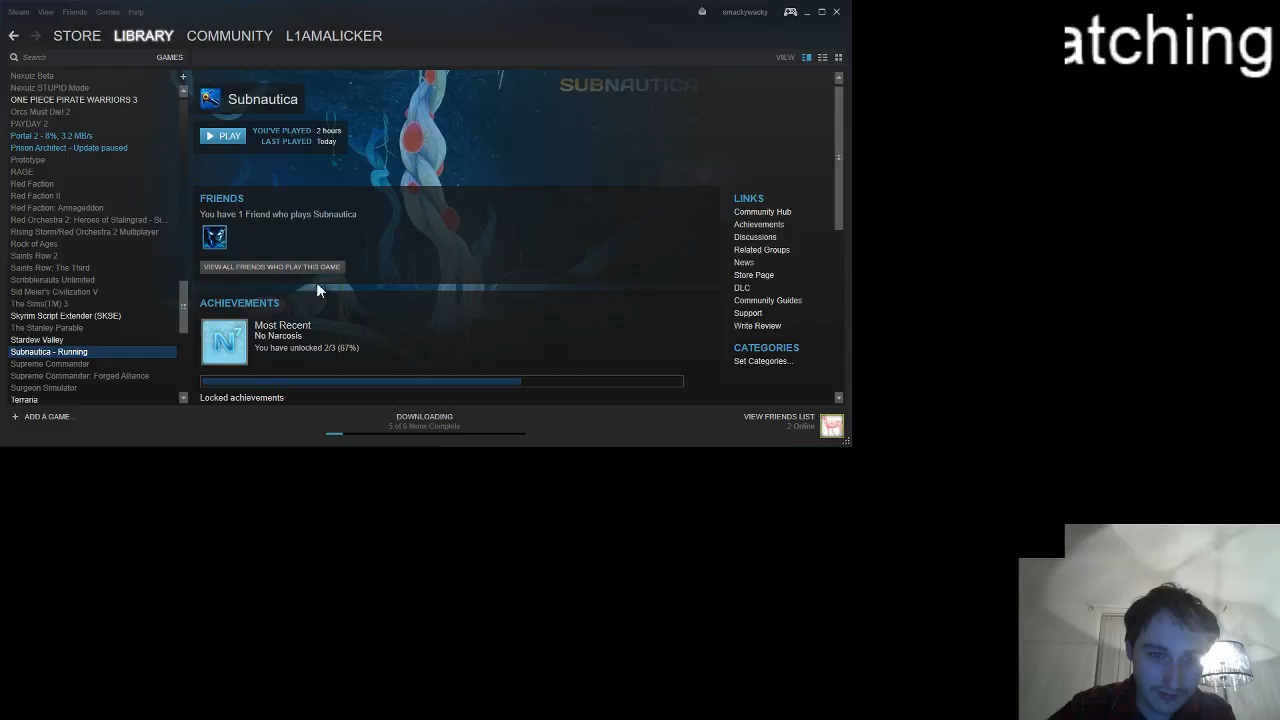 Steam View Friends Games Help
smackywacky
STORE LIBRARY COMMUNITY L1AMALICKER
Search GAMES
VIEW
Nexuiz Beta
Nexuiz STUPID Mode
ONE PIECE PIRATE WARRIORS 3
Orcs Must Die! 2
PAYDAY 2
Portal 2 - 8%, 3.2 MB/s
Prison Architect - Update paused
Prototype
RAGE
Red Faction
Red Faction II
Red Faction: Armageddon
Red Orchestra 2: Heroes of Stalingrad - Si...
Rising Storm/Red Orchestra 2 Multiplayer
Rock of Ages
Saints Row 2
Saints Row: The Third
Scribblenauts Unlimited
Sid Meier's Civilization V
The Sims(TM) 3
Skyrim Script Extender (SKSE)
The Stanley Parable
Stardew Valley
Subnautica - Running
Supreme Commander
Supreme Commander: Forged Alliance
Surgeon Simulator
Terraria
+ ADD A GAME...
SUBNAUTICA
Subnautica
PLAY
YOU'VE PLAYED 2 hours
LAST PLAYED Today
FRIENDS
You have 1 Friend who plays Subnautica
VIEW ALL FRIENDS WHO PLAY THIS GAME
ACHIEVEMENTS
N7
Most Recent
No Narcosis
You have unlocked 2/3 (67%)
Locked achievements
LINKS
Community Hub
Achievements
Discussions
Related Groups
News
Store Page
DLC
Community Guides
Support
Write Review
CATEGORIES
Set Categories...
DOWNLOADING
5 of 6 Items Complete
VIEW FRIENDS LIST
2 Online
atching